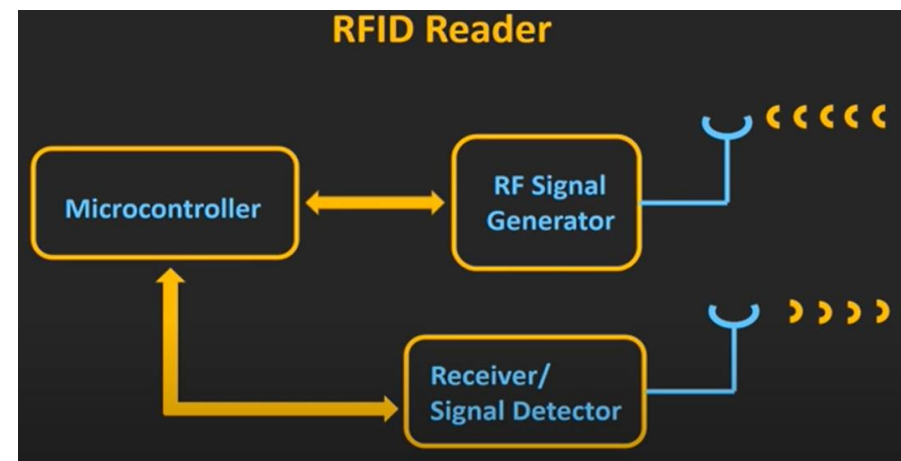 RFID Reader
Microcontroller
RF Signal
Generator
Receiver/
Signal Detector